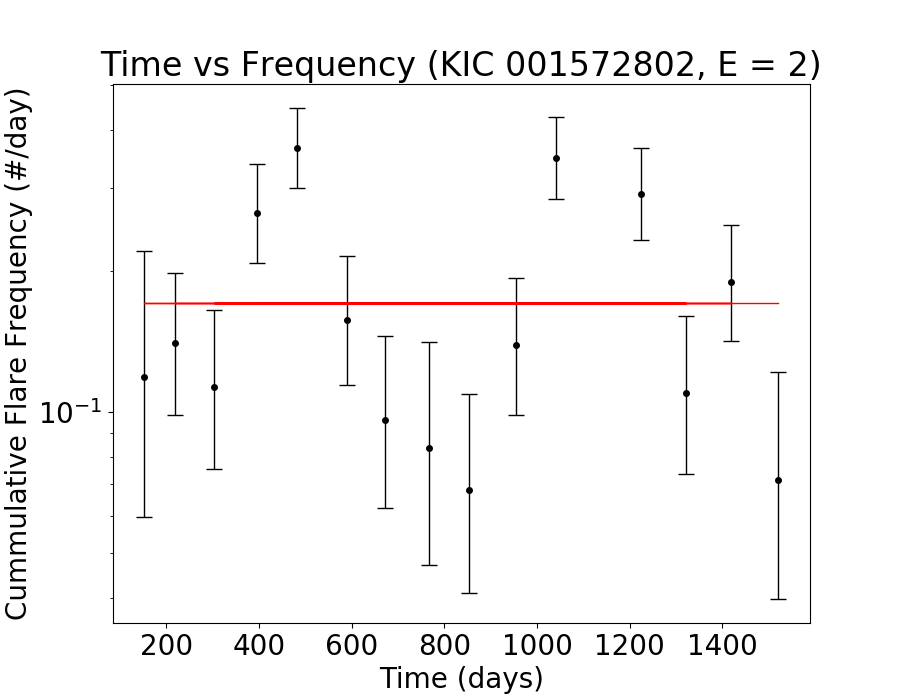 Time vs Frequency (KIC 001572802, E = 2)
Cummulative Flare Frequency (#/day)
10⁻¹
200 400 600 800 1000 1200 1400
Time (days)